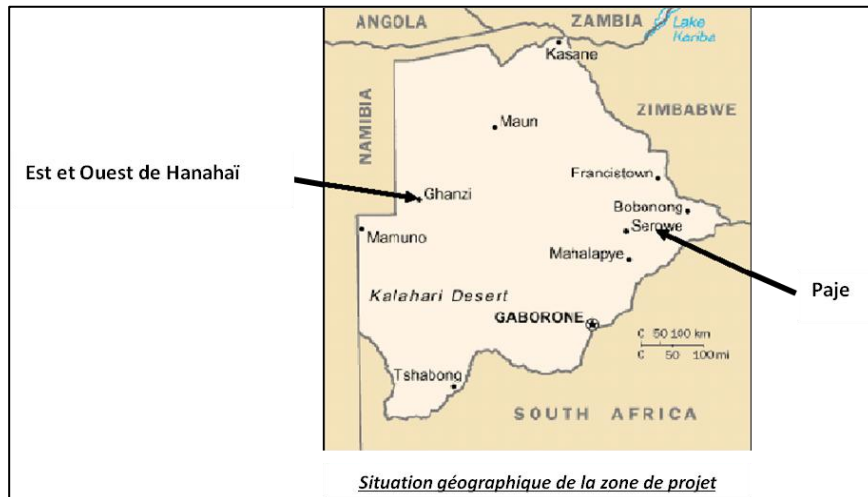 ANGOLA
ZAMBIA
Lake
Kariba
Kasane
NAMIBIA
ZIMBABWE
Maun
Est et Ouest de Hanahaï
Francistown
Ghanzi
Bobonong
Serowe
Mamuno
Mahalapye
Paje
Kalahari Desert
GABORONE
0 50 100 km
0 50 100 mi
Tshabong
SOUTH AFRICA
Situation géographique de la zone de projet